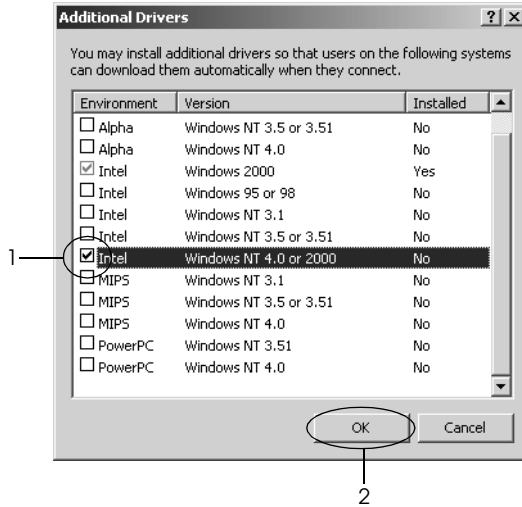 Additional Drivers
You may install additional drivers so that users on the following systems
can download them automatically when they connect.
Environment Version Installed
Alpha Windows NT 3.5 or 3.51 No
Alpha Windows NT 4.0 No
Intel Windows 2000 Yes
Intel Windows 95 or 98 No
Intel Windows NT 3.1 No
Intel Windows NT 3.5 or 3.51 No
1 Intel Windows NT 4.0 or 2000 No
MIPS Windows NT 3.1 No
MIPS Windows NT 3.5 or 3.51 No
MIPS Windows NT 4.0 No
PowerPC Windows NT 3.51 No
PowerPC Windows NT 4.0 No
OK Cancel
2